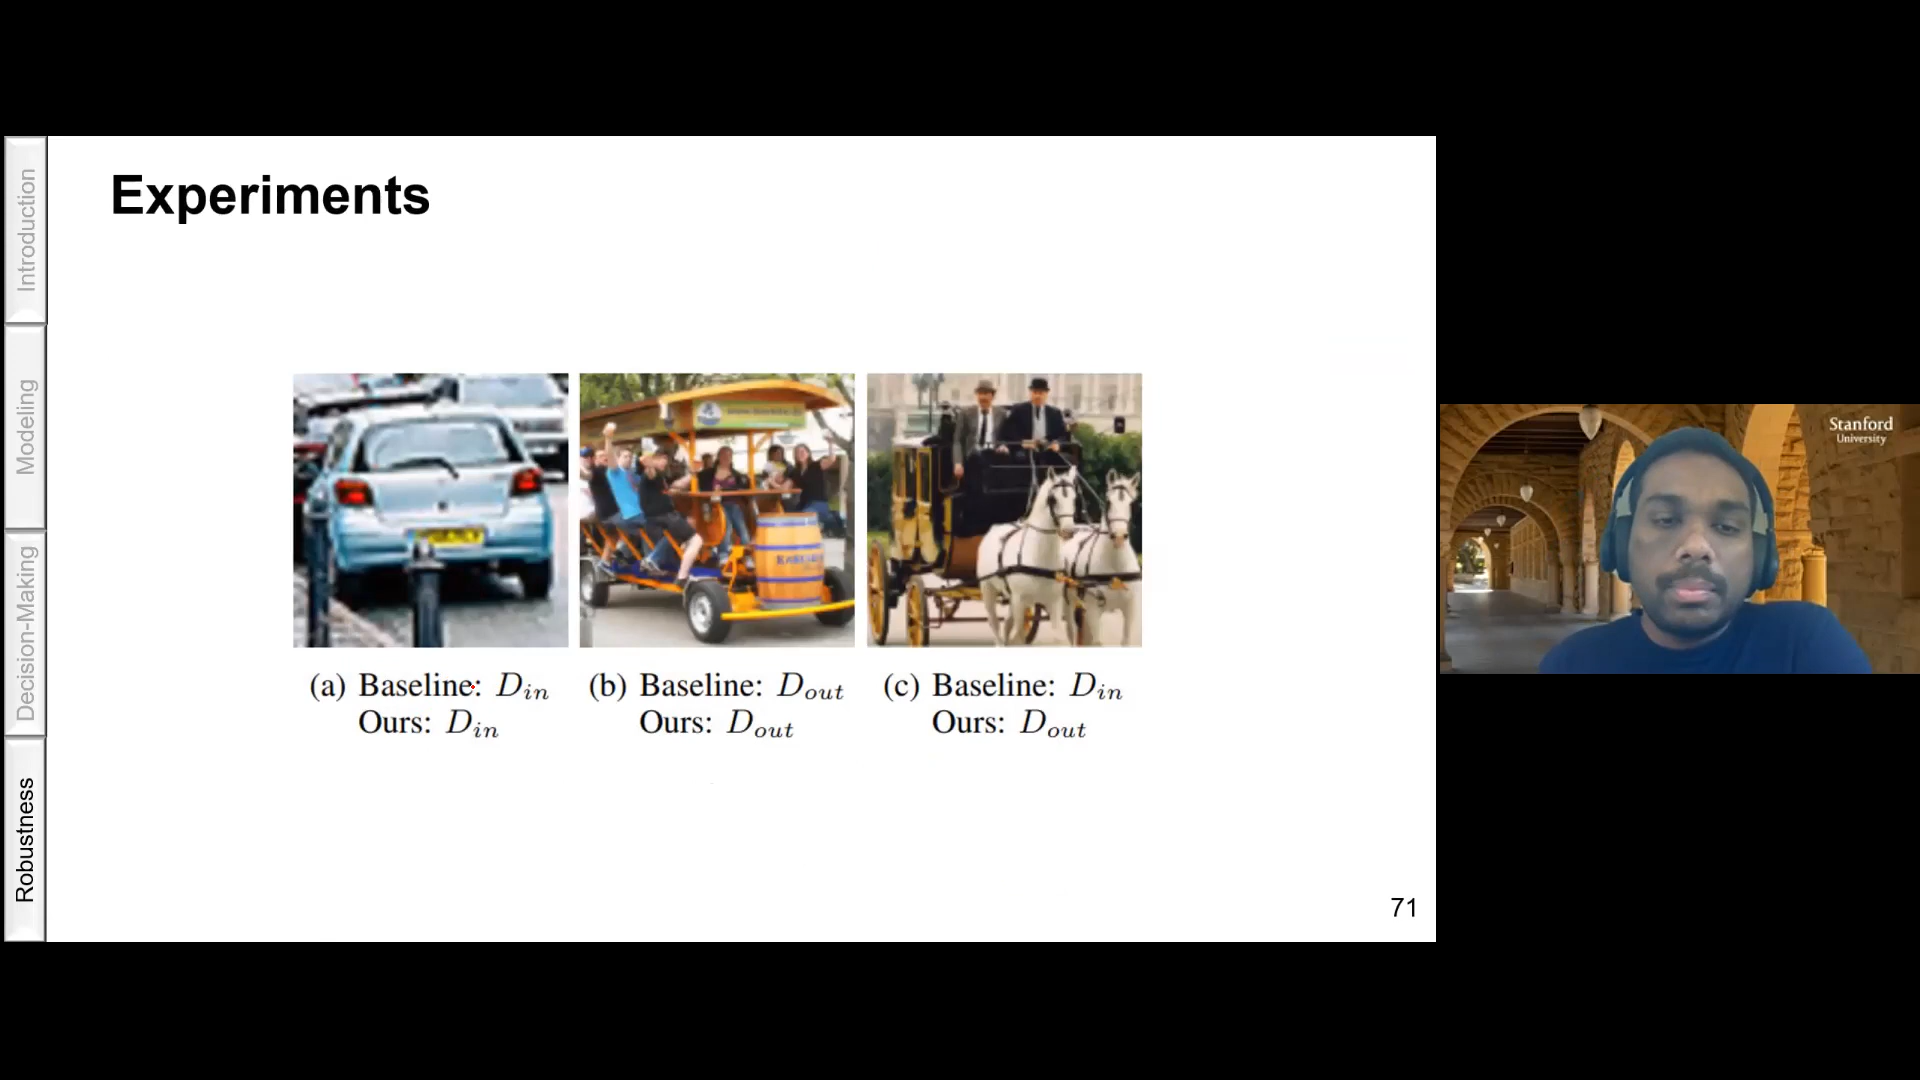 Experiments
Introduction
Modeling
Decision-Making
Robustness
(a) Baseline: D_in
Ours: D_in
(b) Baseline: D_out
Ours: D_out
(c) Baseline: D_in
Ours: D_out
71
Stanford
University